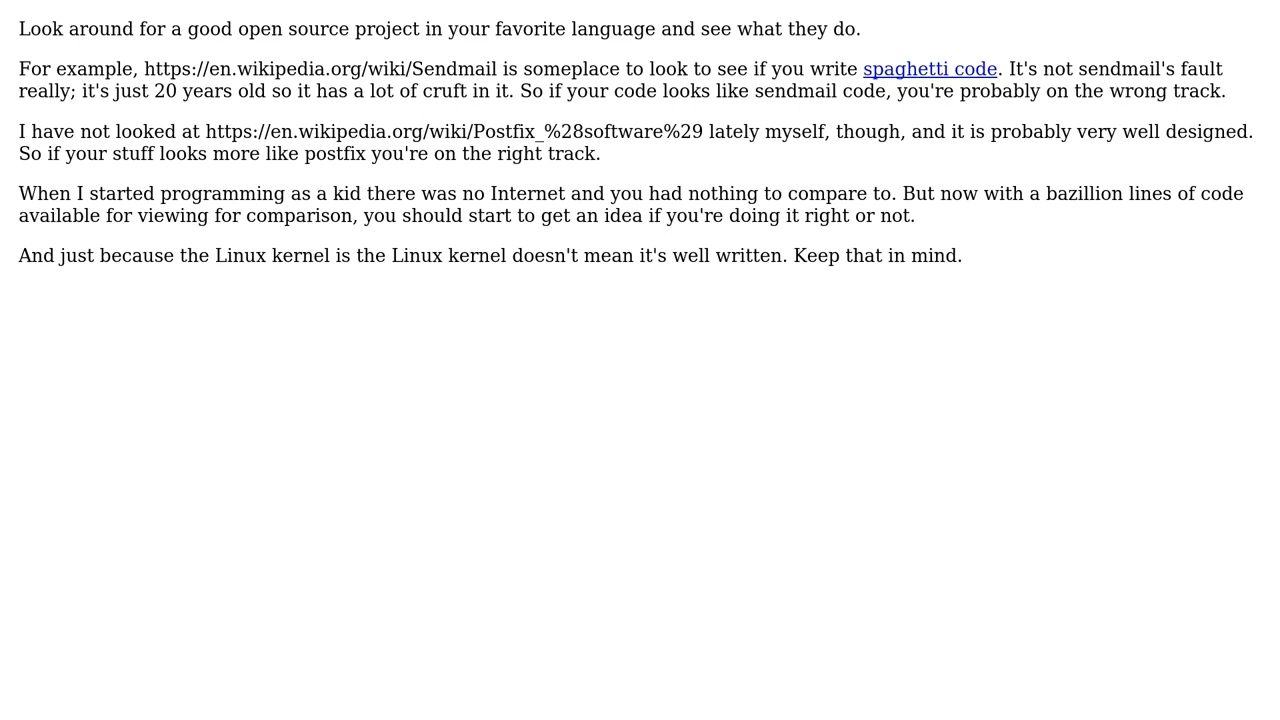 Look around for a good open source project in your favorite language and see what they do.
For example, https://en.wikipedia.org/wiki/Sendmail is someplace to look to see if you write spaghetti code. It's not sendmail's fault
really; it's just 20 years old so it has a lot of cruft in it. So if your code looks like sendmail code, you're probably on the wrong track.
I have not looked at https://en.wikipedia.org/wiki/Postfix_%28software%29 lately myself, though, and it is probably very well designed.
So if your stuff looks more like postfix you're on the right track.
When I started programming as a kid there was no Internet and you had nothing to compare to. But now with a bazillion lines of code
available for viewing for comparison, you should start to get an idea if you're doing it right or not.
And just because the Linux kernel is the Linux kernel doesn't mean it's well written. Keep that in mind.